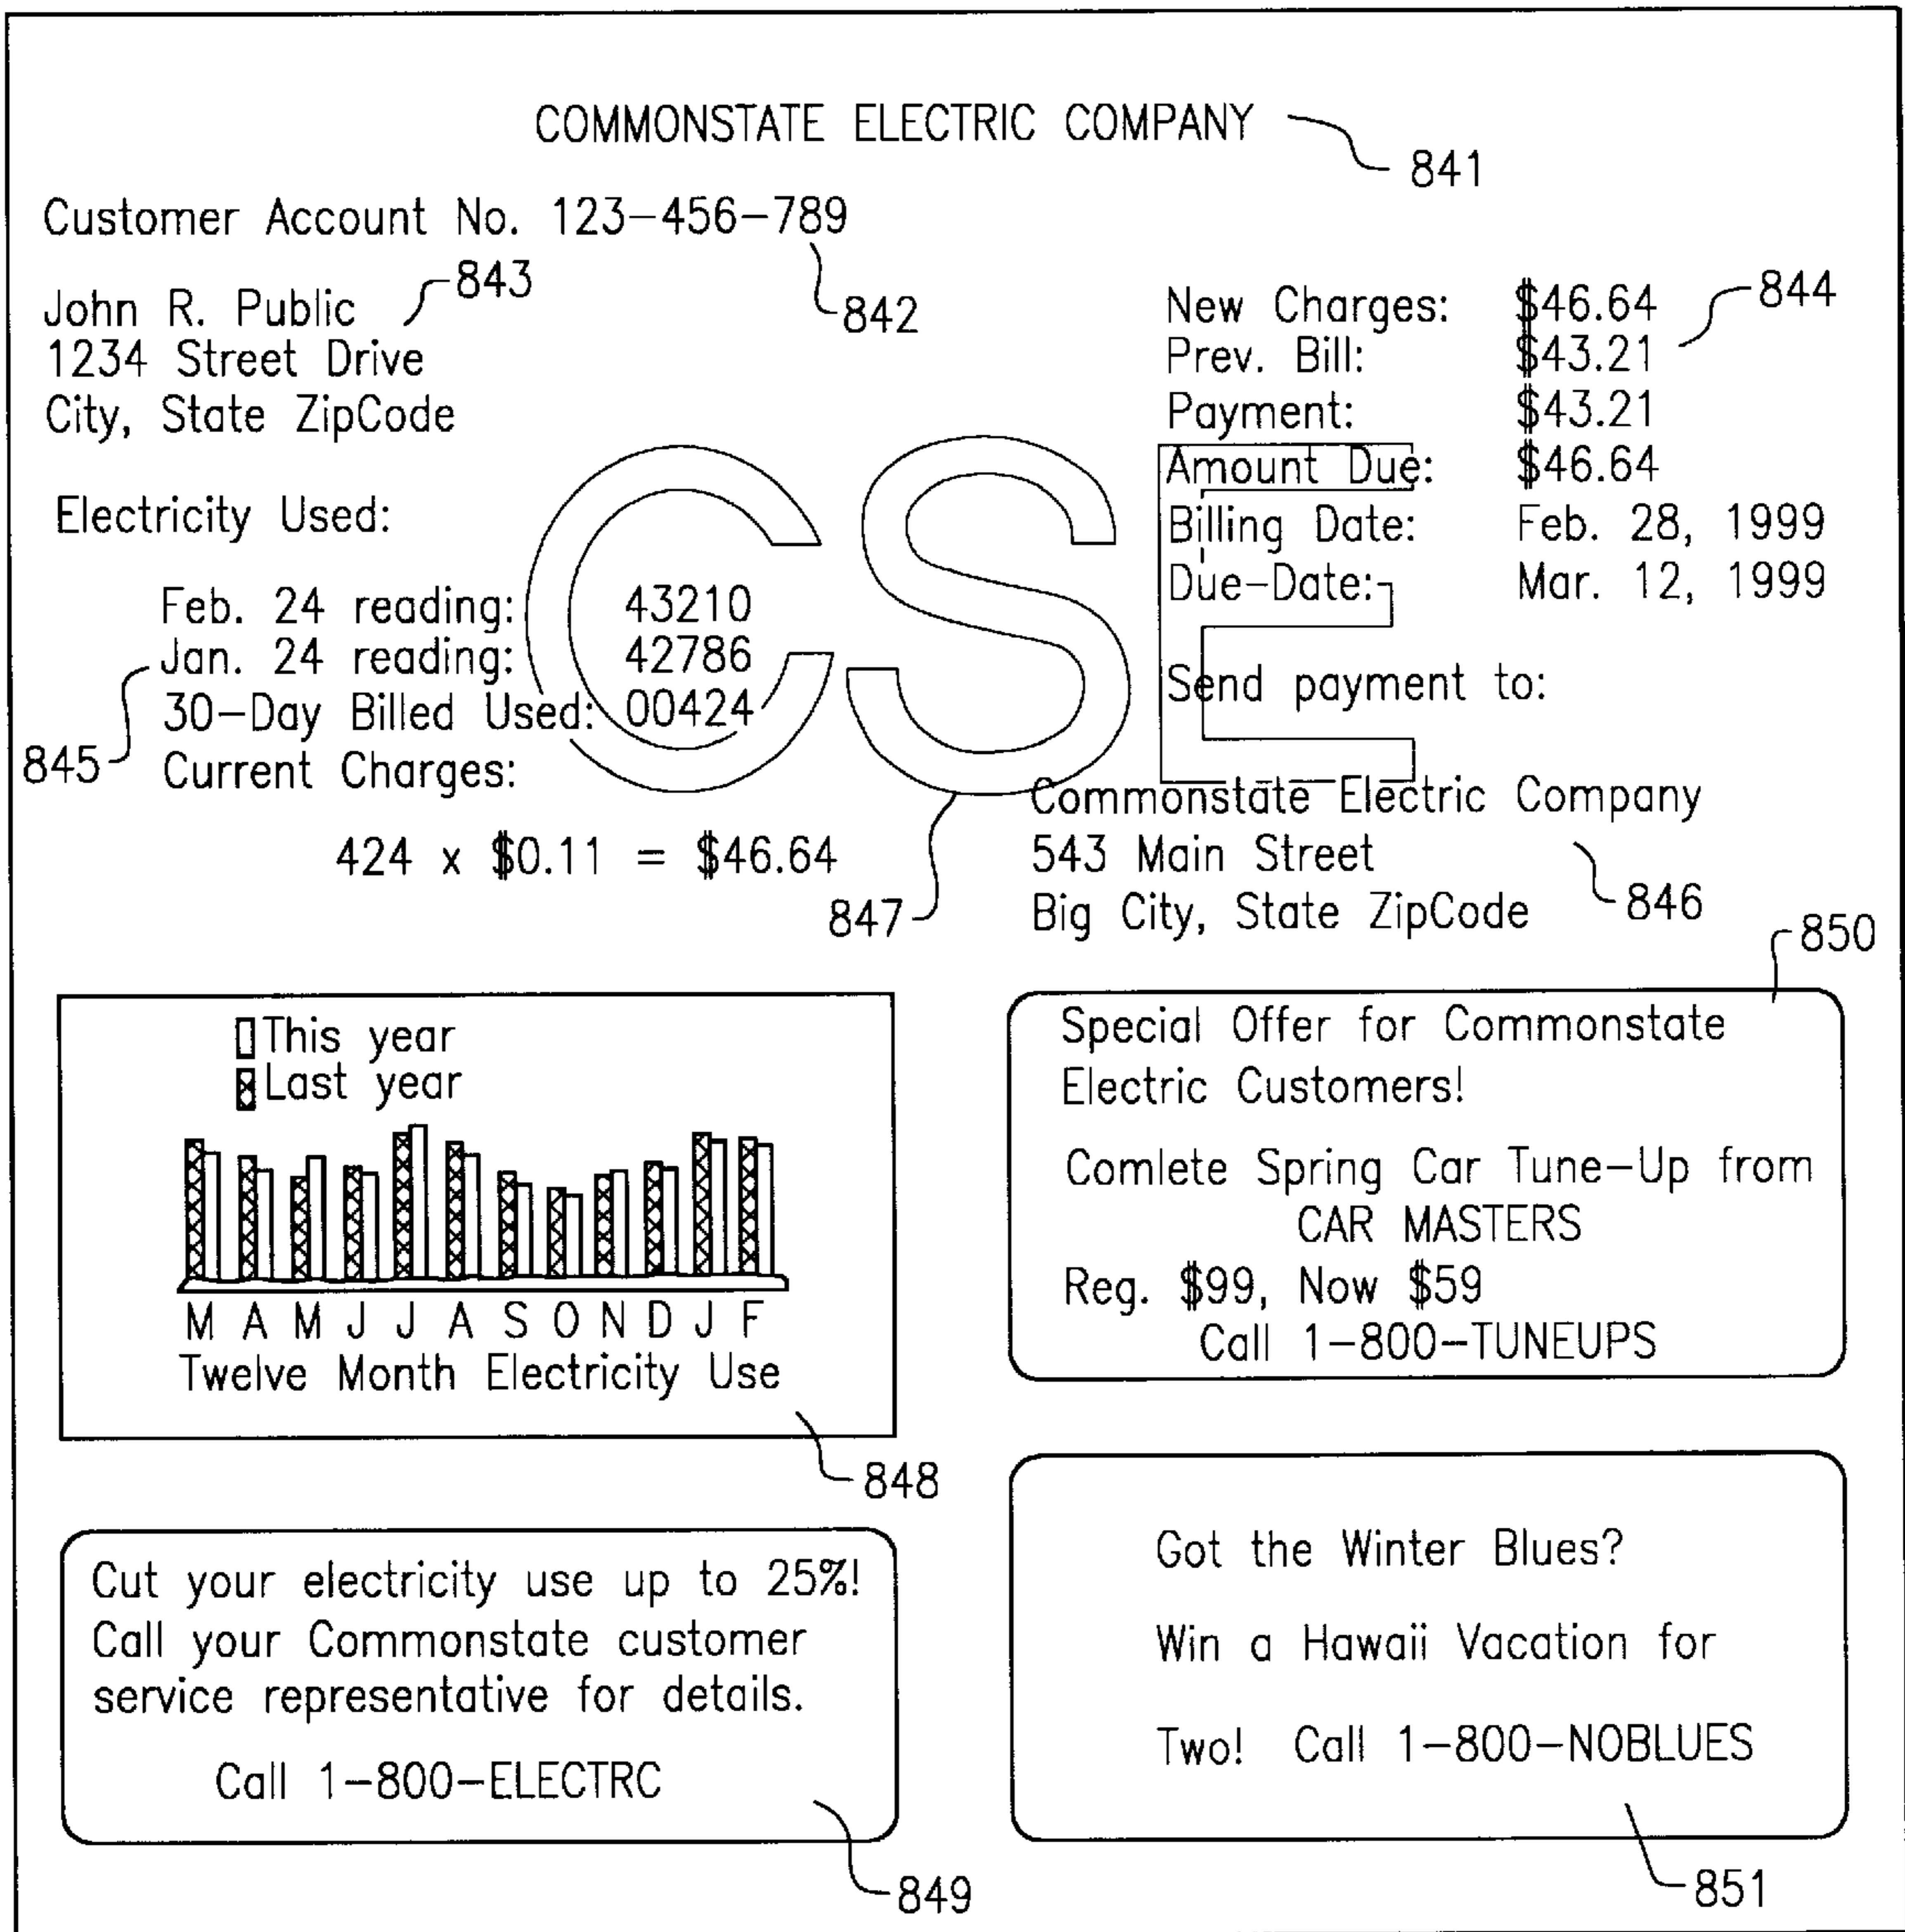 COMMONSTATE ELECTRIC COMPANY
841
Customer Account No. 123-456-789
842
843
John R. Public
1234 Street Drive
City, State ZipCode
New Charges: $46.64
844
Prev. Bill: $43.21
Payment: $43.21
Amount Due: $46.64
Billing Date: Feb. 28, 1999
Due-Date: Mar. 12, 1999
CSE
847
Electricity Used:
Feb. 24 reading: 43210
Jan. 24 reading: 42786
30-Day Billed Used: 00424
845
Current Charges:
424 x $0.11 = $46.64
Send payment to:
Commonstate Electric Company
543 Main Street
846
Big City, State ZipCode
This year
Last year
M A M J J A S O N D J F
Twelve Month Electricity Use
848
850
Special Offer for Commonstate
Electric Customers!
Comlete Spring Car Tune-Up from
CAR MASTERS
Reg. $99, Now $59
Call 1-800-TUNEUPS
Cut your electricity use up to 25%!
Call your Commonstate customer
service representative for details.
Call 1-800-ELECTRC
849
Got the Winter Blues?
Win a Hawaii Vacation for
Two! Call 1-800-NOBLUES
851